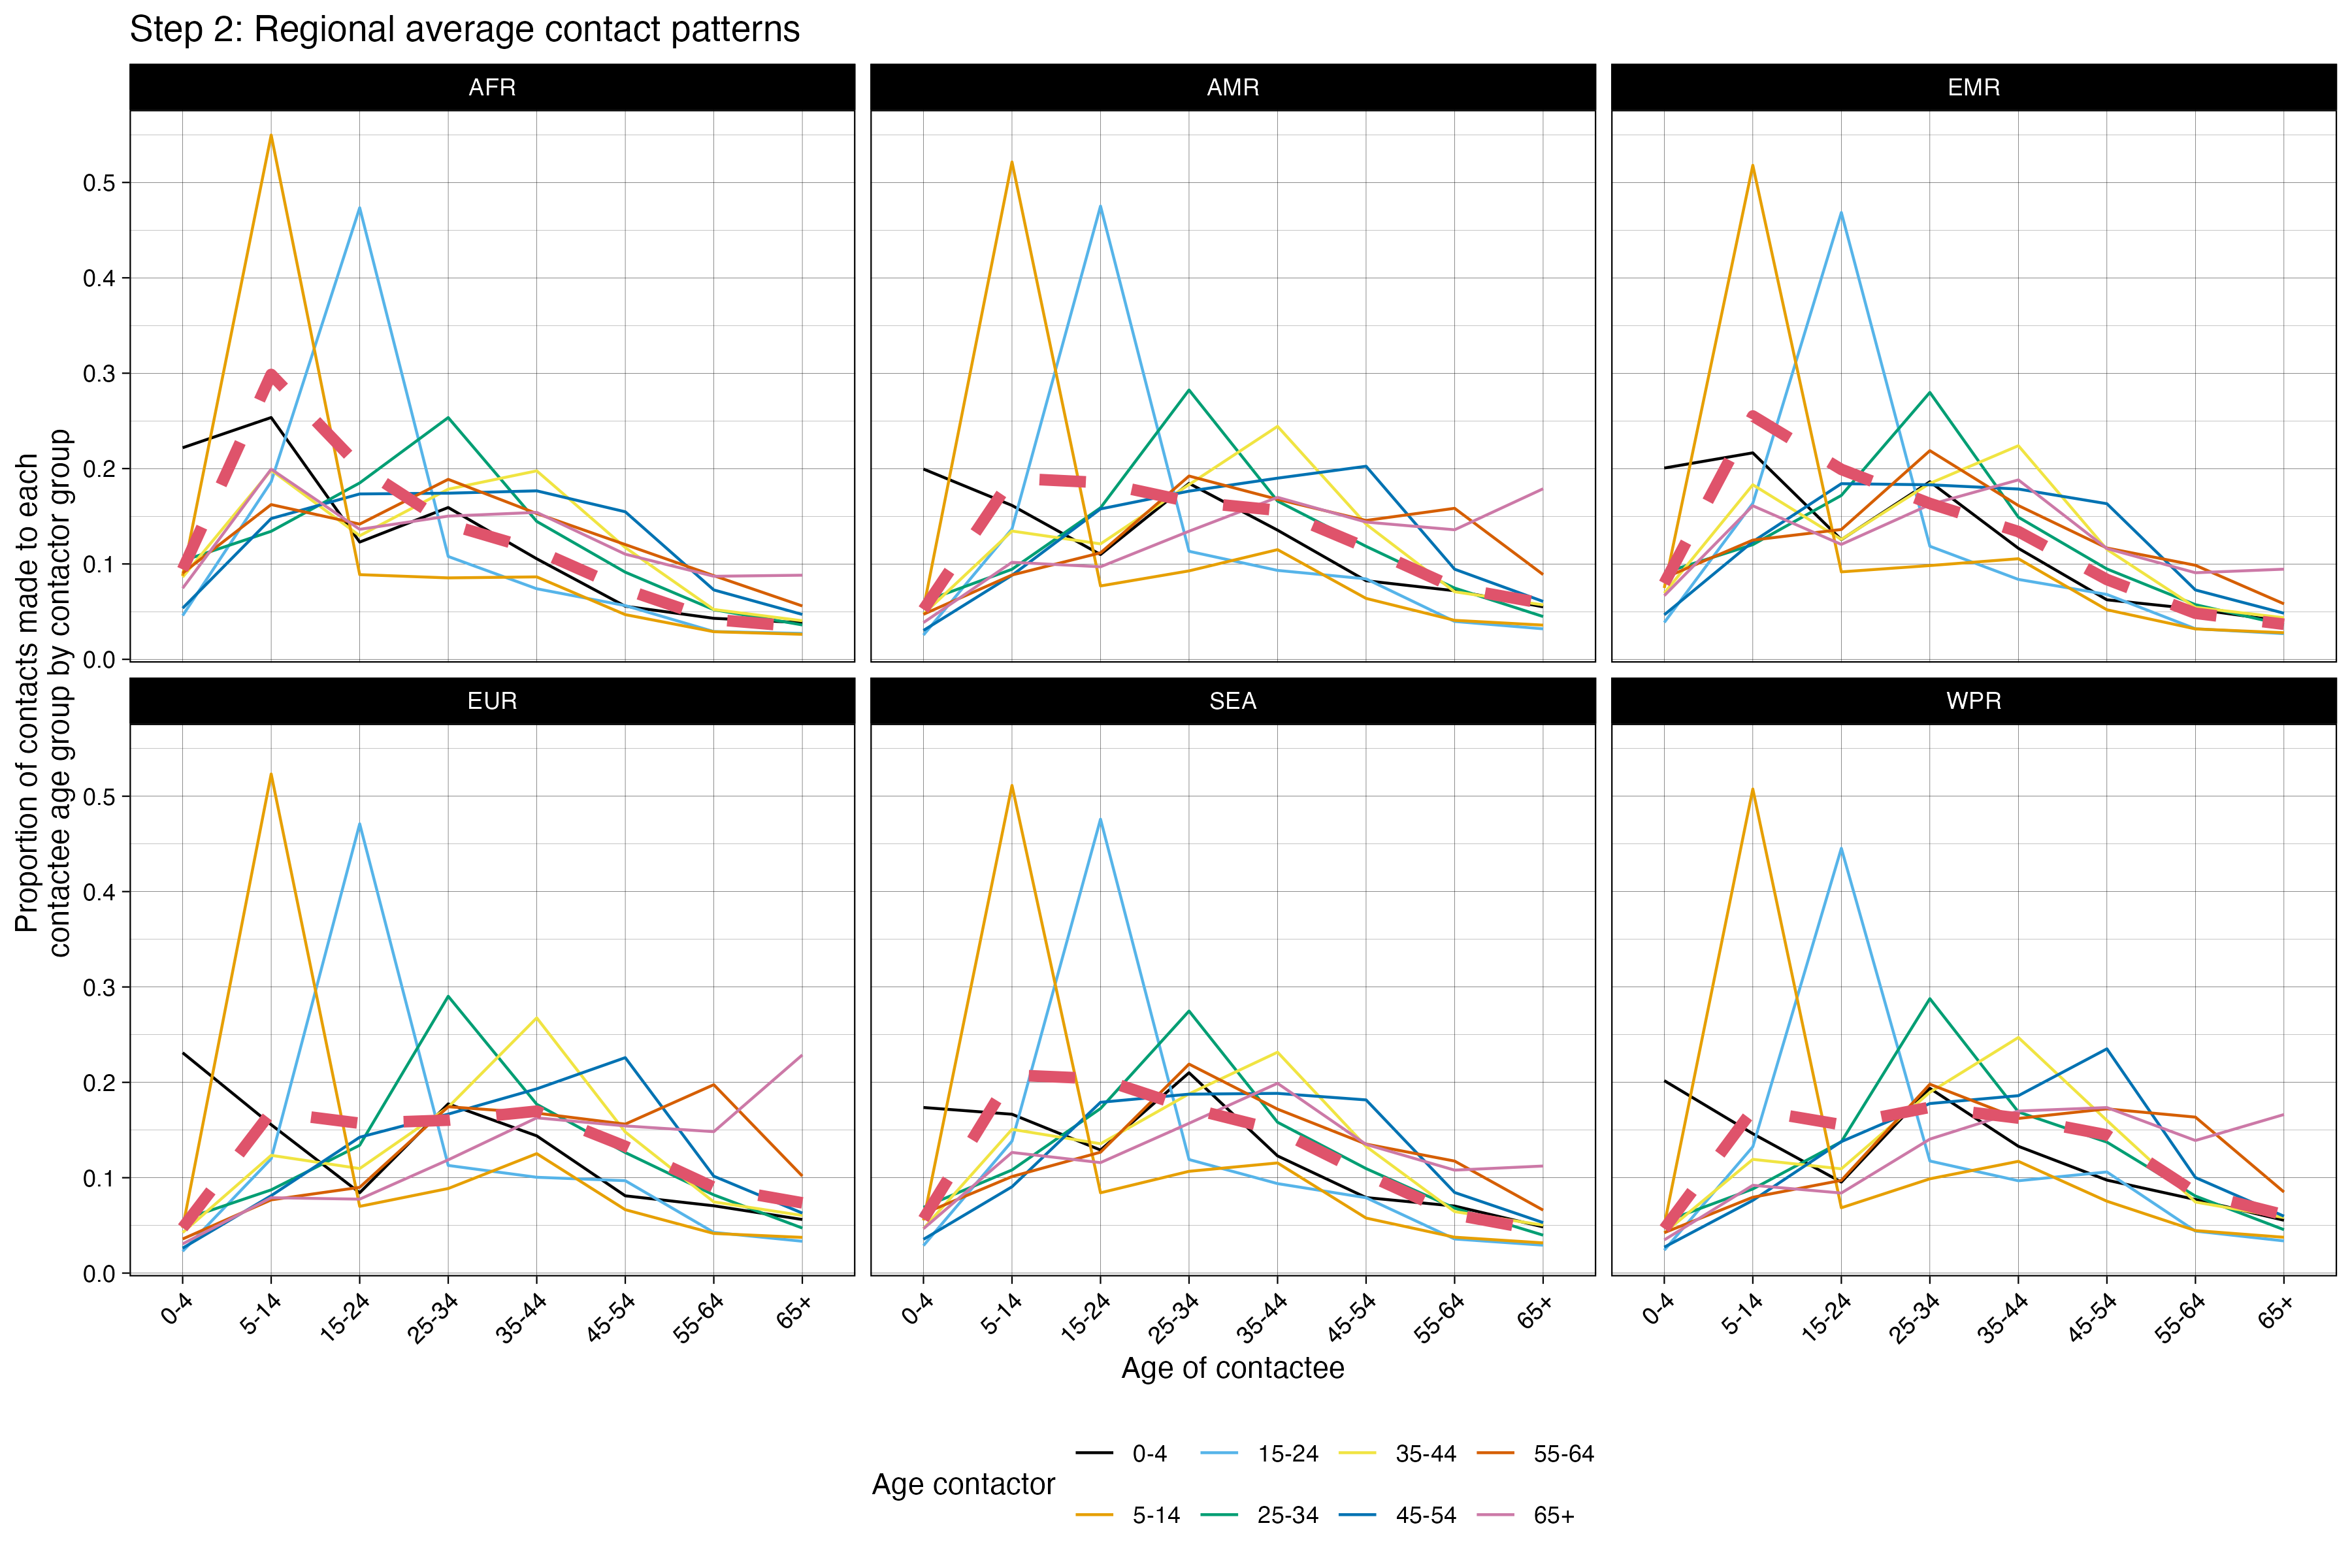 Step 2: Regional average contact patterns
AFR
AMR
EMR
0.5
0.4
0.3
0.2
0.1
0.0
Proportion of contacts made to each
contactee age group by contactor group
EUR
SEA
WPR
0.5
0.4
0.3
0.2
0.1
0.0
0-4 5-14 15-24 25-34 35-44 45-54 55-64 65+
0-4 5-14 15-24 25-34 35-44 45-54 55-64 65+
0-4 5-14 15-24 25-34 35-44 45-54 55-64 65+
Age of contactee
Age contactor
0-4 15-24 35-44 55-64
5-14 25-34 45-54 65+